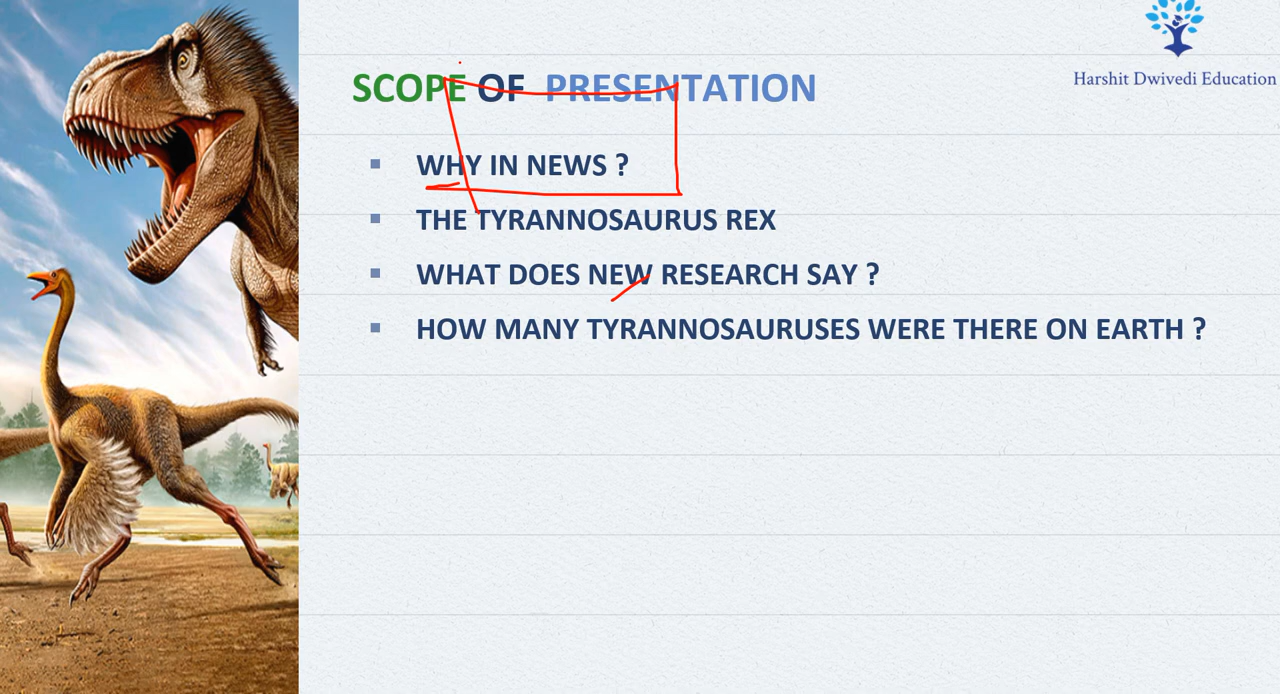 Harshit Dwivedi Education
SCOPE OF PRESENTATION
▪ WHY IN NEWS ?
▪ THE TYRANNOSAURUS REX
▪ WHAT DOES NEW RESEARCH SAY ?
▪ HOW MANY TYRANNOSAURUSES WERE THERE ON EARTH ?